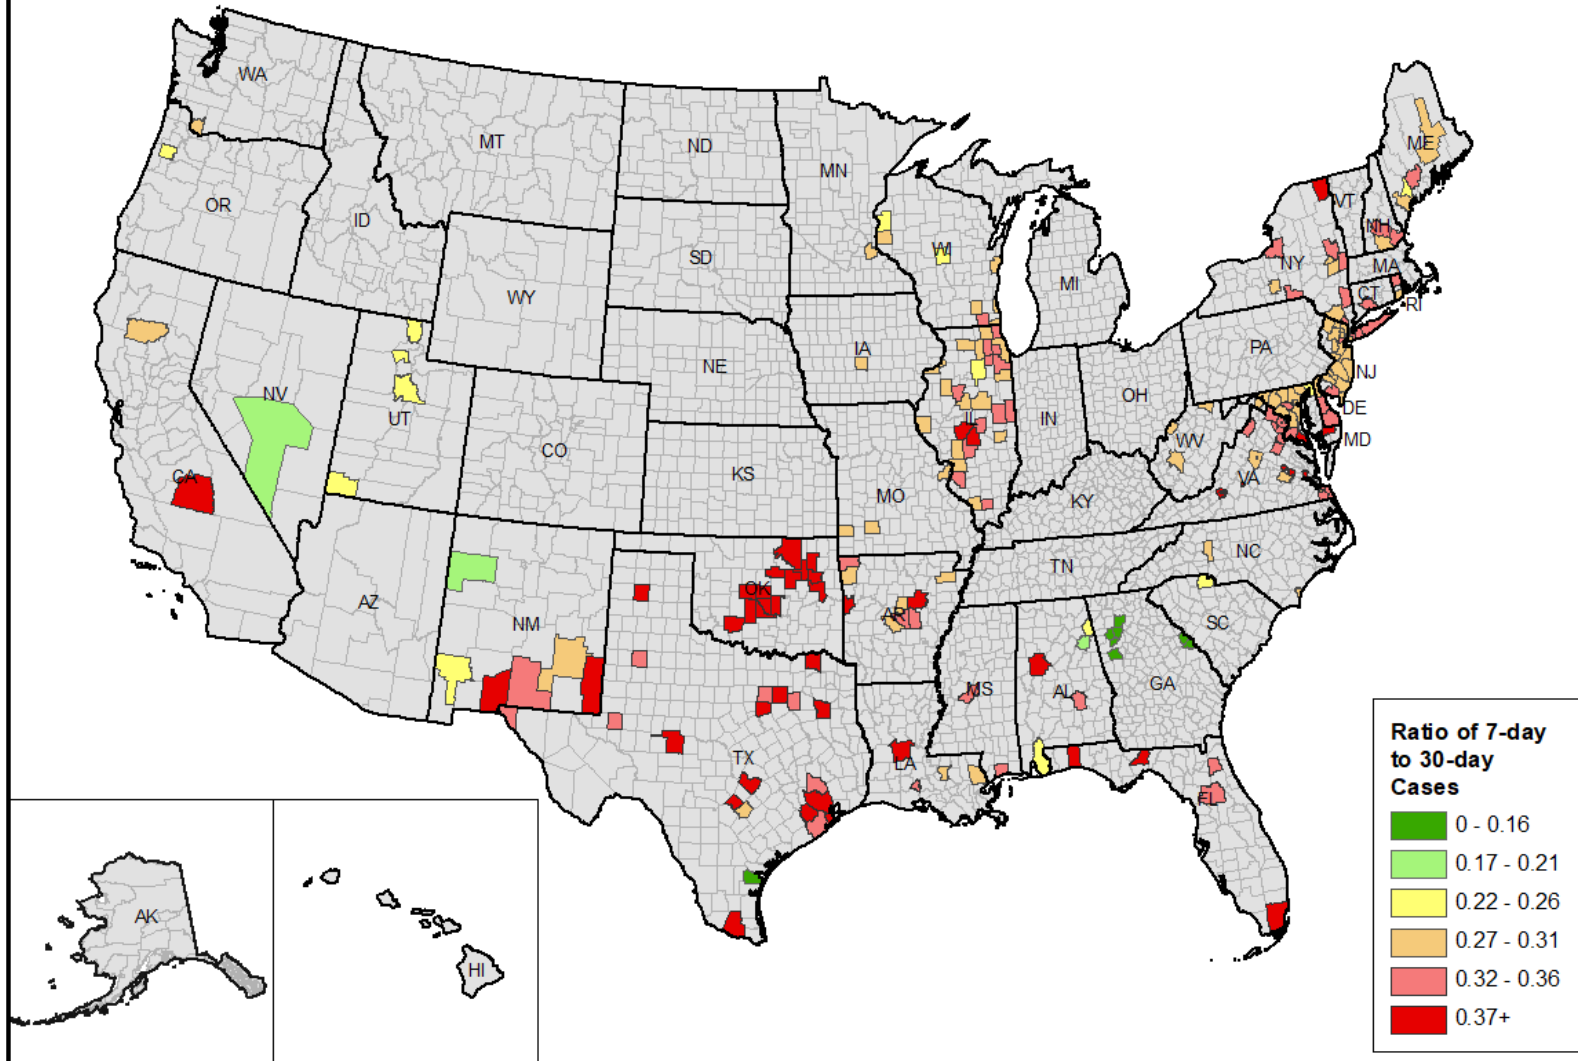 WA
MT
ND
MN
ME
OR
ID
VT
NH
SD
WI
NY
MA
WY
MI
CT
RI
IA
NE
PA
NV
NJ
UT
OH
IL
IN
DE
CO
WV
MD
KS
CA
VA
MO
KY
NC
TN
OK
AZ
AR
NM
SC
MS
AL
GA
TX
LA
FL
AK
HI
Ratio of 7-day
to 30-day
Cases
0 - 0.16
0.17 - 0.21
0.22 - 0.26
0.27 - 0.31
0.32 - 0.36
0.37+